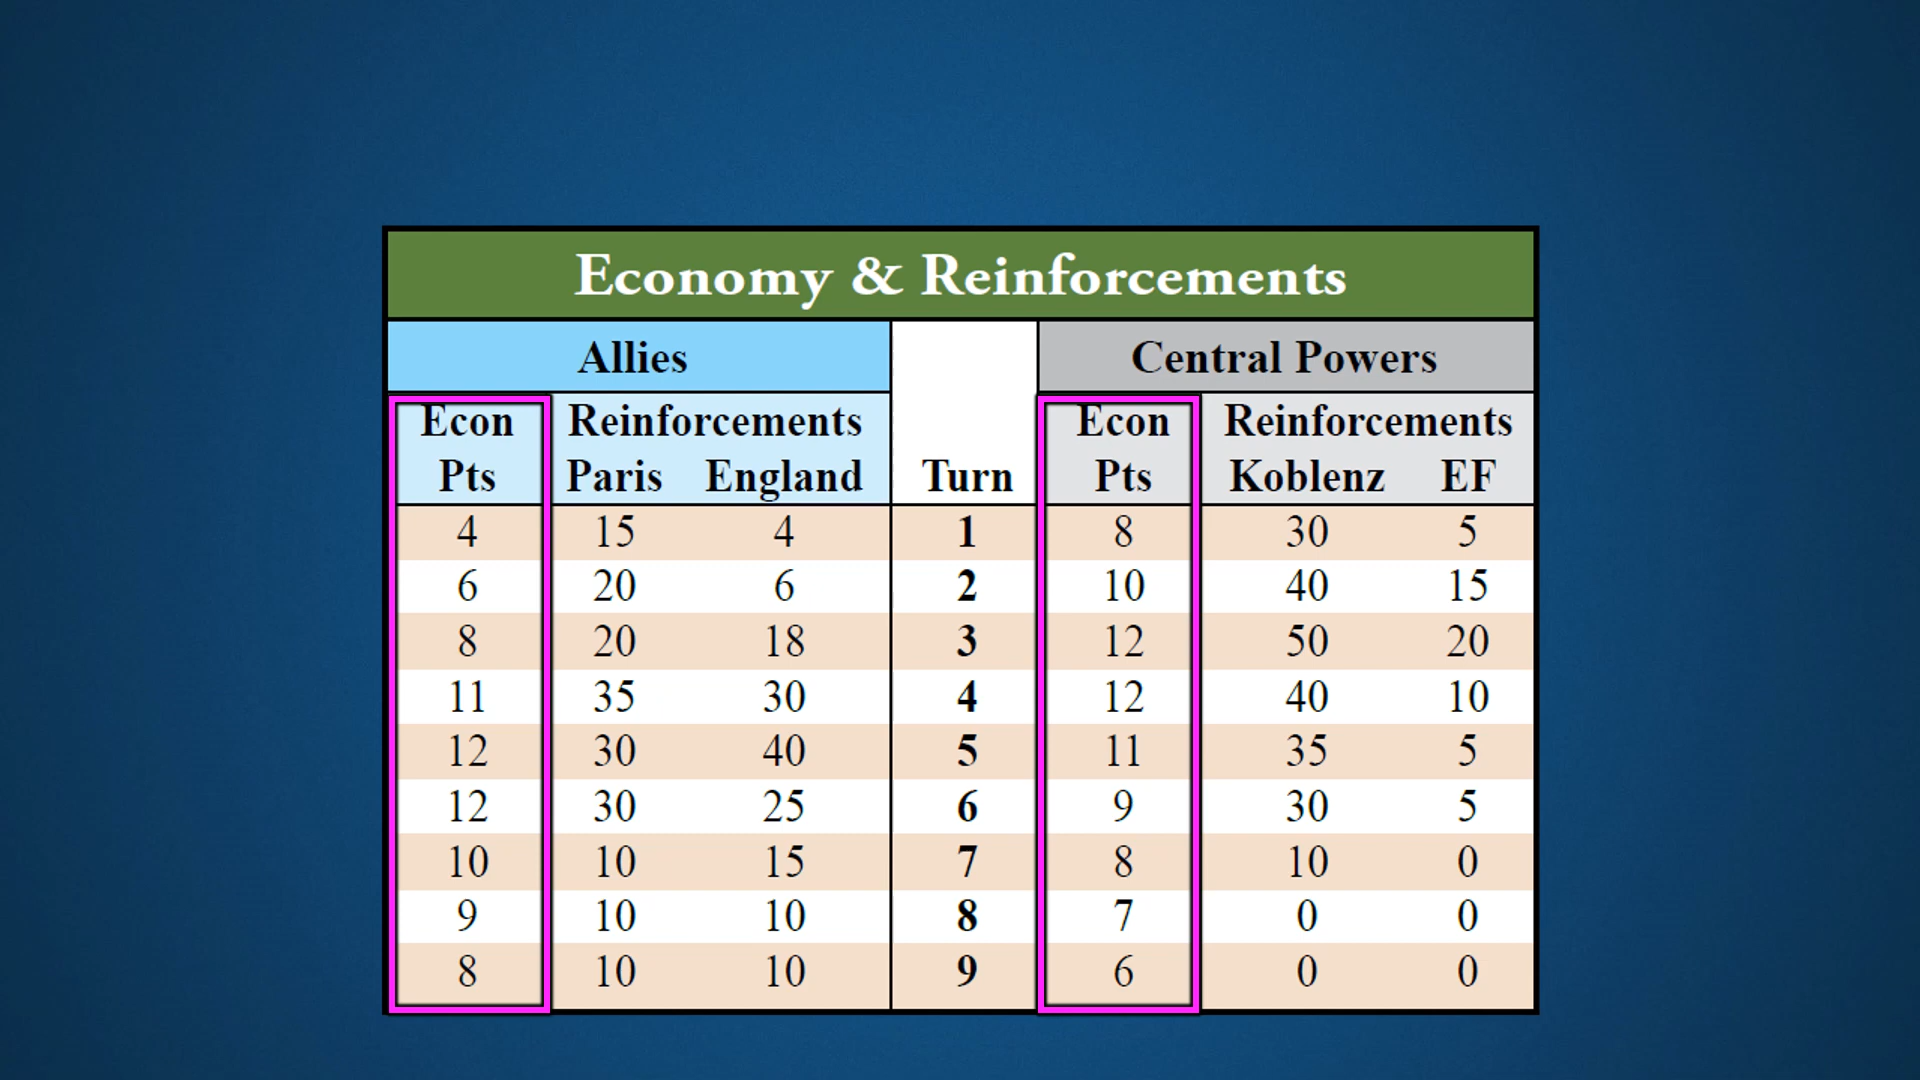 Economy & Reinforcements
Allies Central Powers
Econ Reinforcements Econ Reinforcements
Pts Paris England Turn Pts Koblenz EF
4 15 4 1 8 30 5
6 20 6 2 10 40 15
8 20 18 3 12 50 20
11 35 30 4 12 40 10
12 30 40 5 11 35 5
12 30 25 6 9 30 5
10 10 15 7 8 10 0
9 10 10 8 7 0 0
8 10 10 9 6 0 0